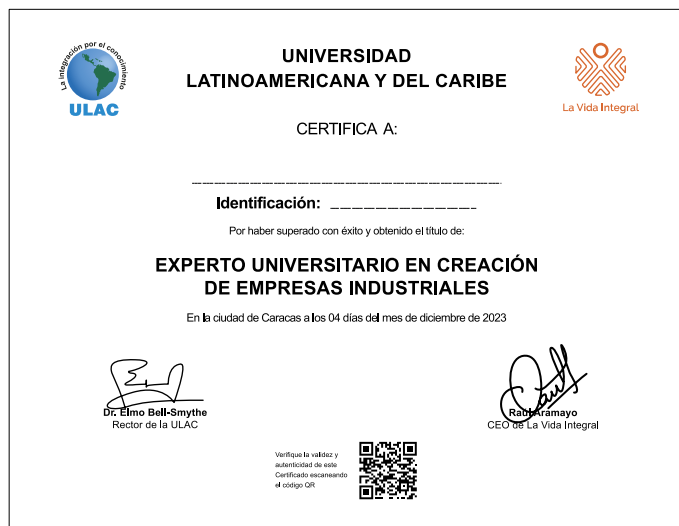 La integración por el conocimiento
ULAC
UNIVERSIDAD
LATINOAMERICANA Y DEL CARIBE
La Vida Integral
CERTIFICA A:
Identificación:
Por haber superado con éxito y obtenido el título de:
EXPERTO UNIVERSITARIO EN CREACIÓN
DE EMPRESAS INDUSTRIALES
En la ciudad de Caracas a los 04 días del mes de diciembre de 2023
Dr. Elmo Bell-Smythe
Rector de la ULAC
Raúl Aramayo
CEO de La Vida Integral
Verifique la validez y
autenticidad de este
Certificado escaneando
el código QR